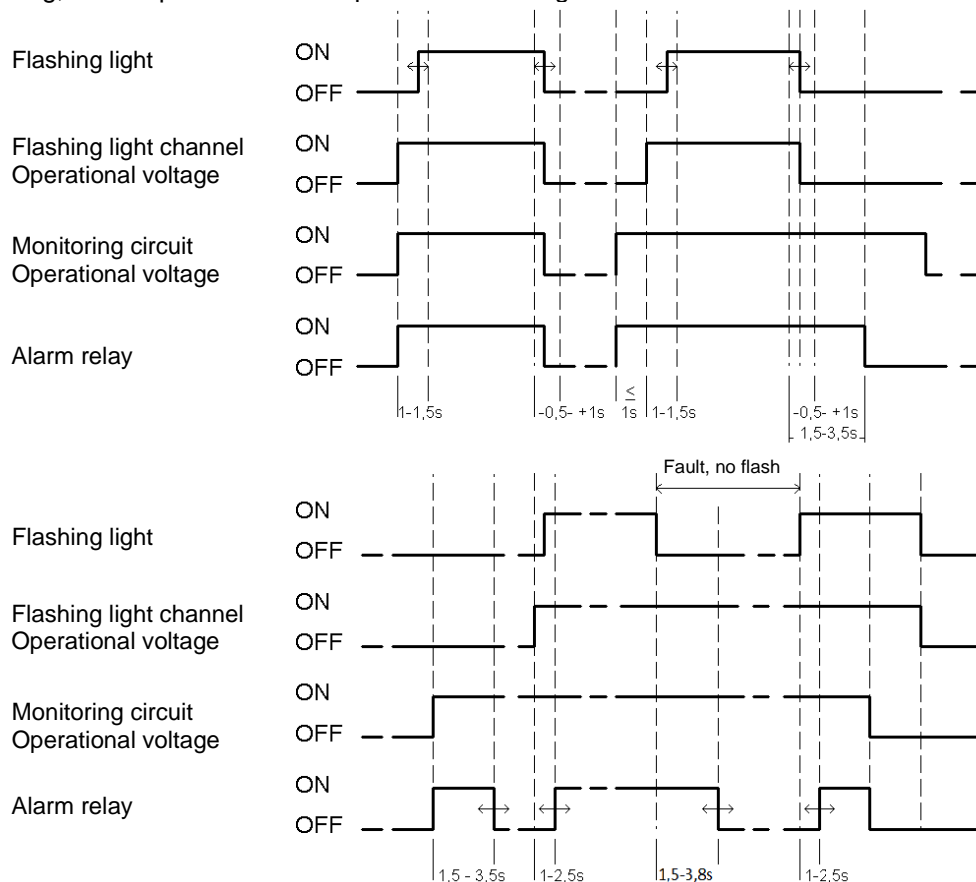 Flashing light ON
OFF
Flashing light channel ON
Operational voltage OFF
Monitoring circuit ON
Operational voltage OFF
Alarm relay ON
OFF
1-1,5s -0,5- +1s ≤ 1s 1-1,5s -0,5- +1s
1,5-3,5s
Fault, no flash
Flashing light ON
OFF
Flashing light channel ON
Operational voltage OFF
Monitoring circuit ON
Operational voltage OFF
Alarm relay ON
OFF
1,5 - 3,5s 1-2,5s 1,5-3,8s 1-2,5s